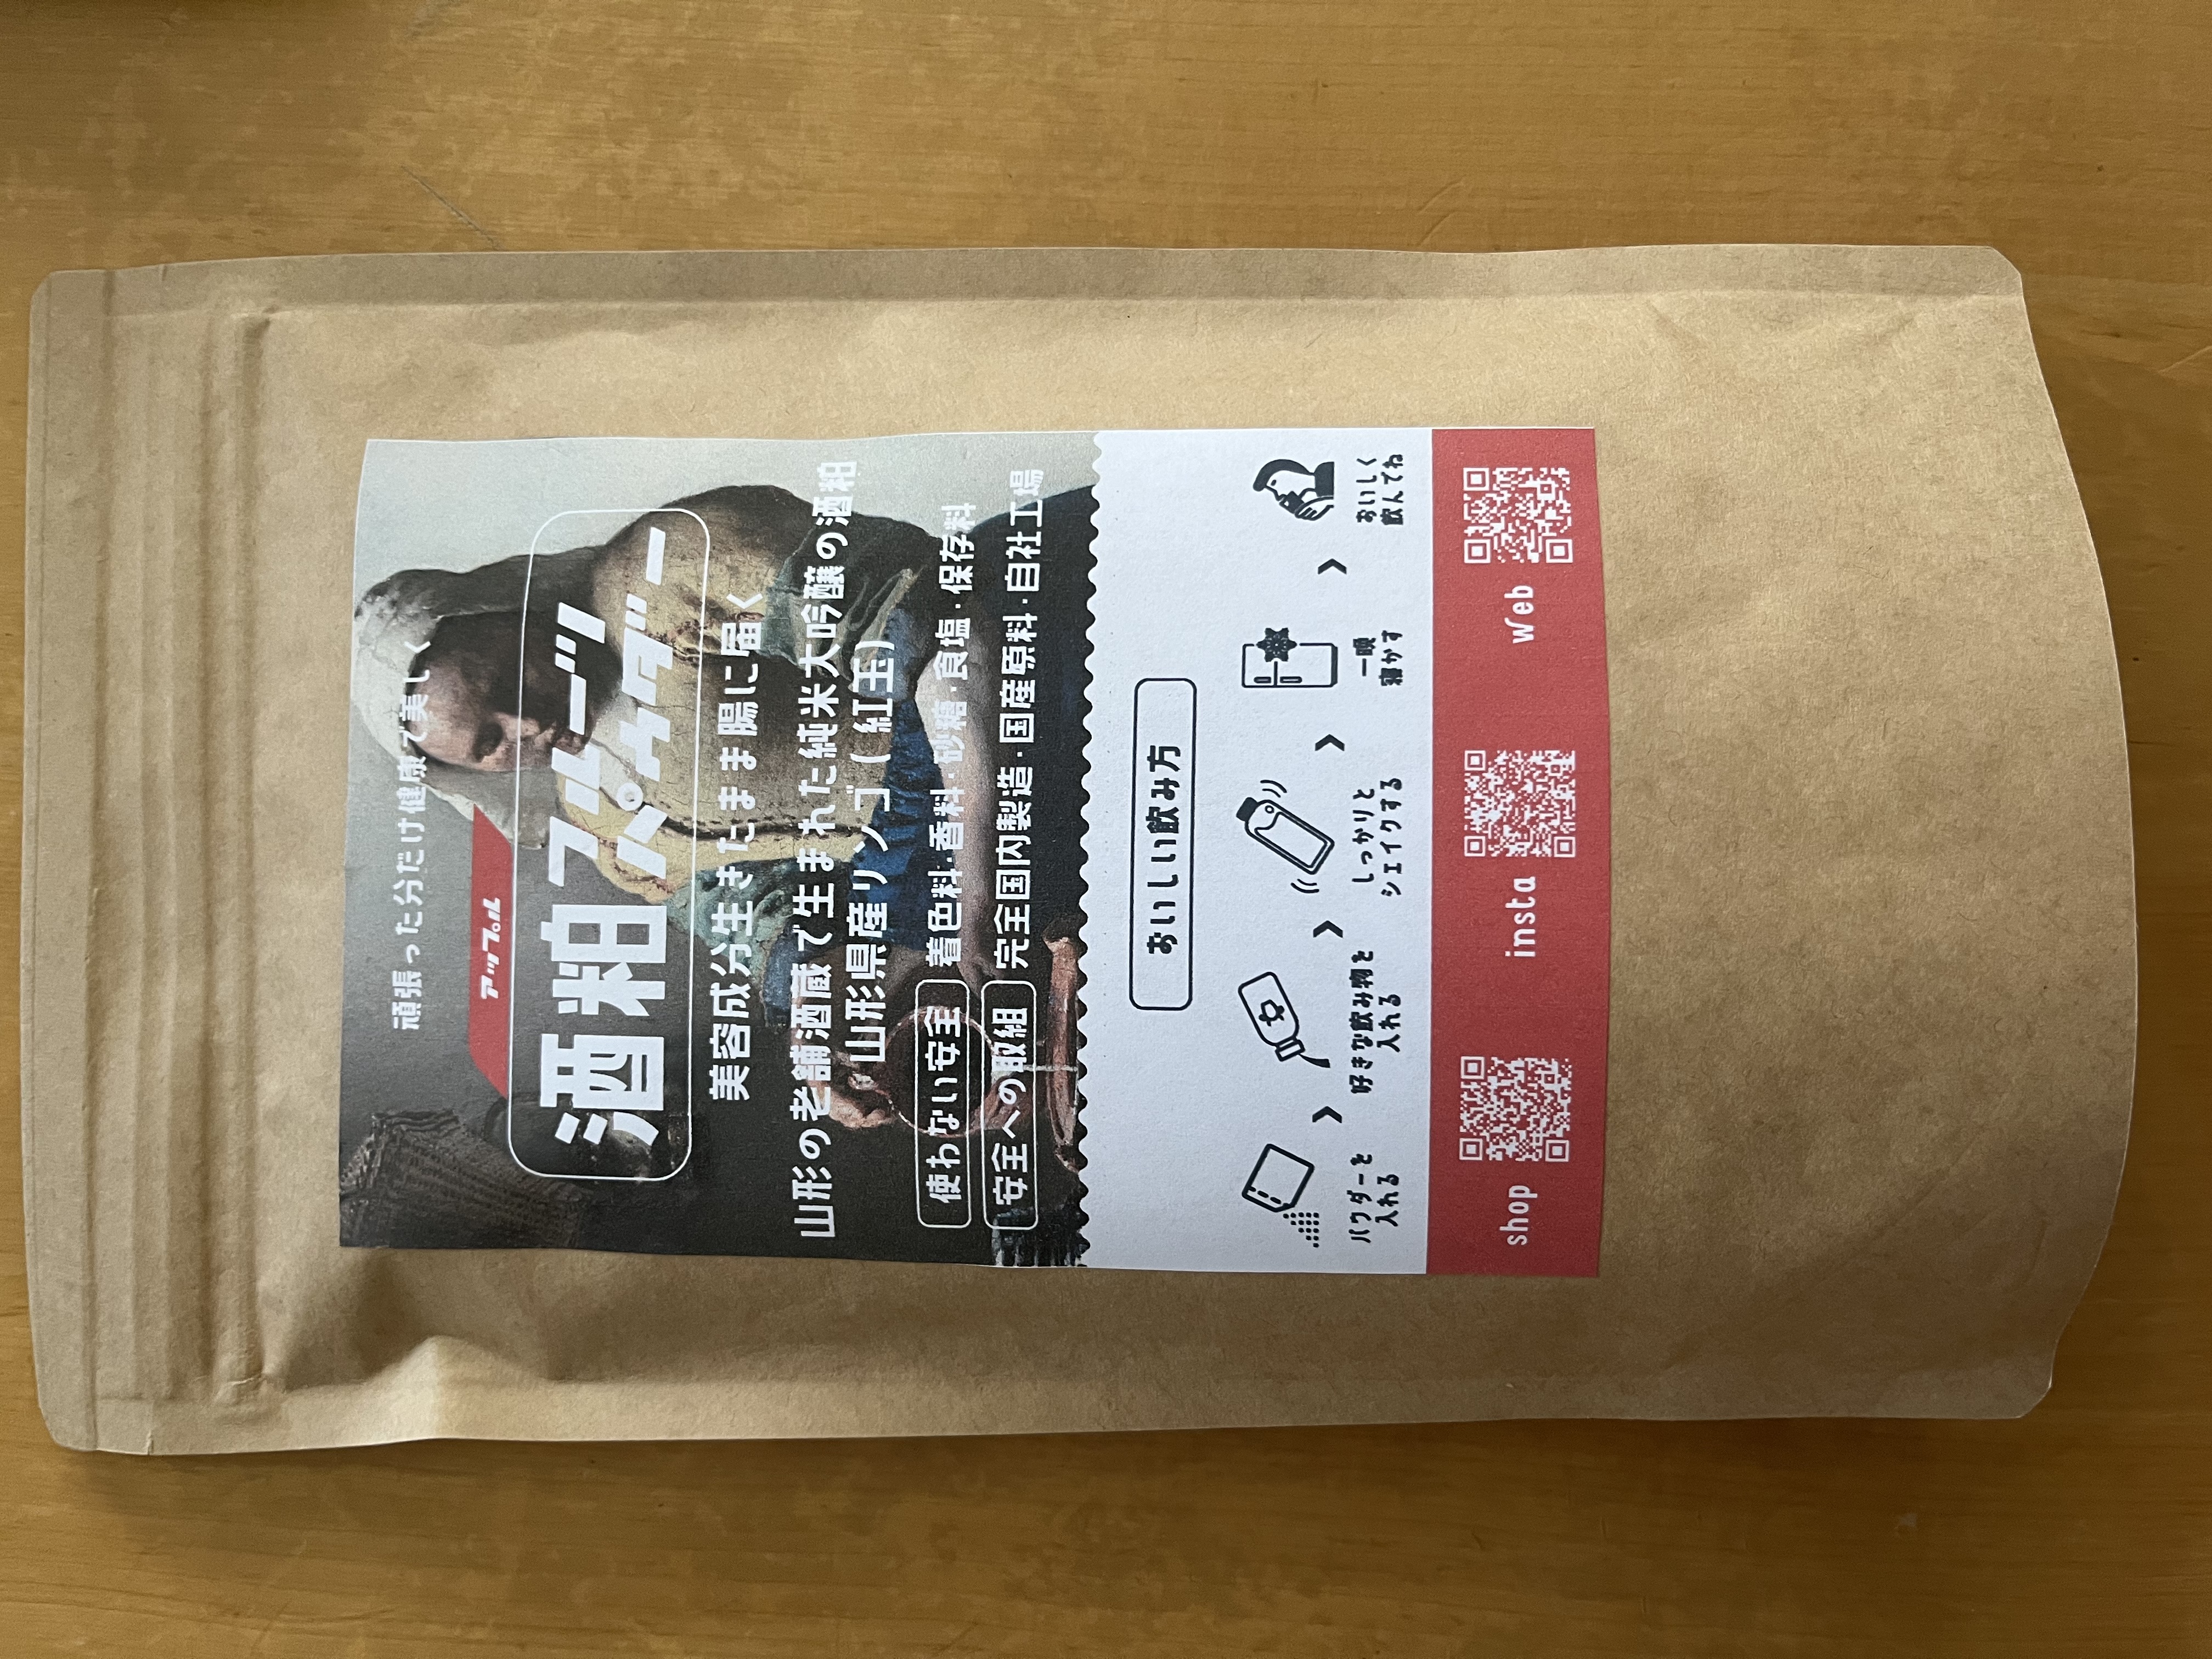 頑張った分だけ健康で美しく
アップル
酒粕フルーツ
パウダー
美容成分生きたまま腸に届く
山形の老舗酒蔵で生まれた純米大吟醸の酒粕
山形県産リンゴ(紅玉)
使わない安全 着色料・香料・砂糖・食塩・保存料
安全への取組 完全国内製造・国産原料・自社工場
おいしい飲み方
パウダーを
入れる
好きな飲み物を
入れる
しっかりと
シェイクする
一晩
寝かす
おいしく
飲んでね
shop insta web